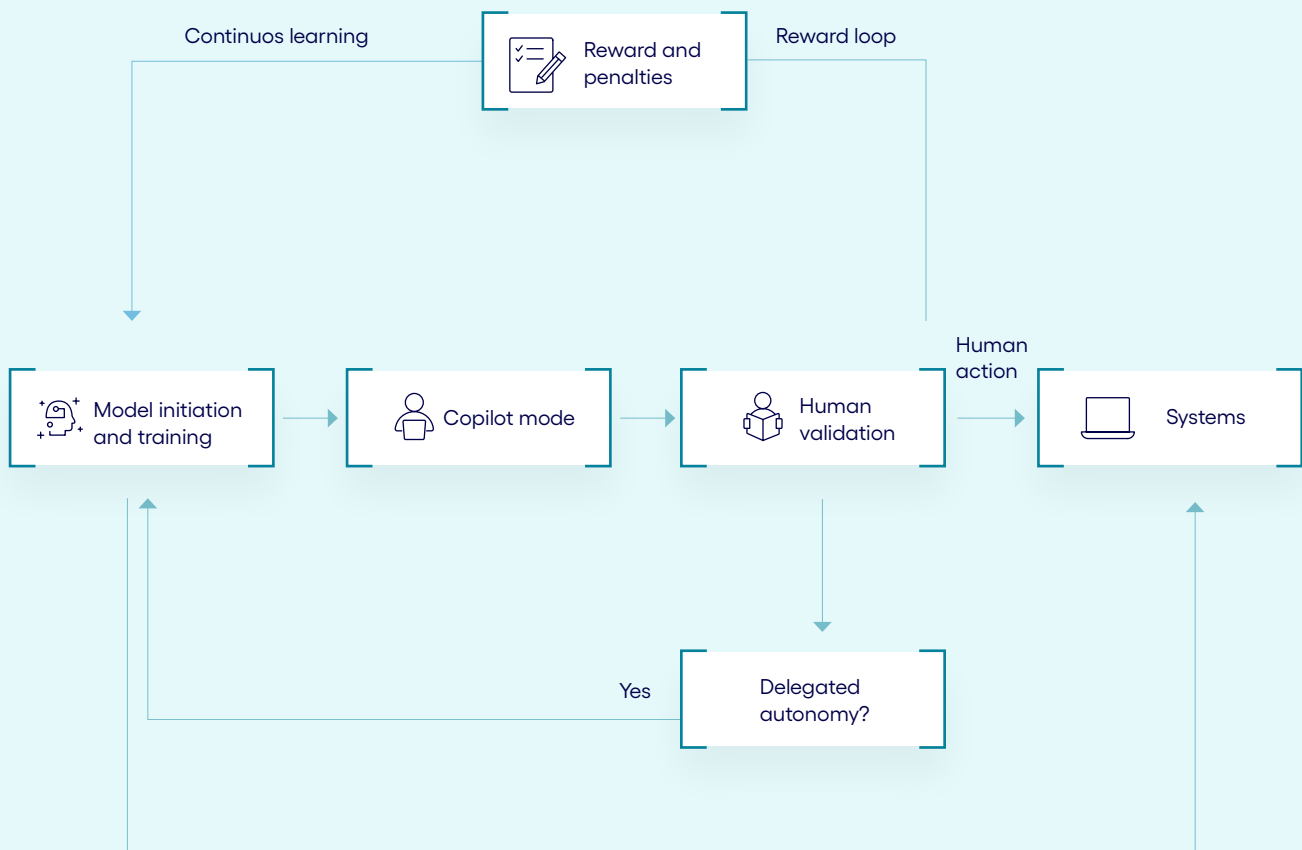 Continuos learning
Reward and
penalties
Reward loop
Human
action
Model initiation
and training
Copilot mode
Human
validation
Systems
Yes
Delegated
autonomy?